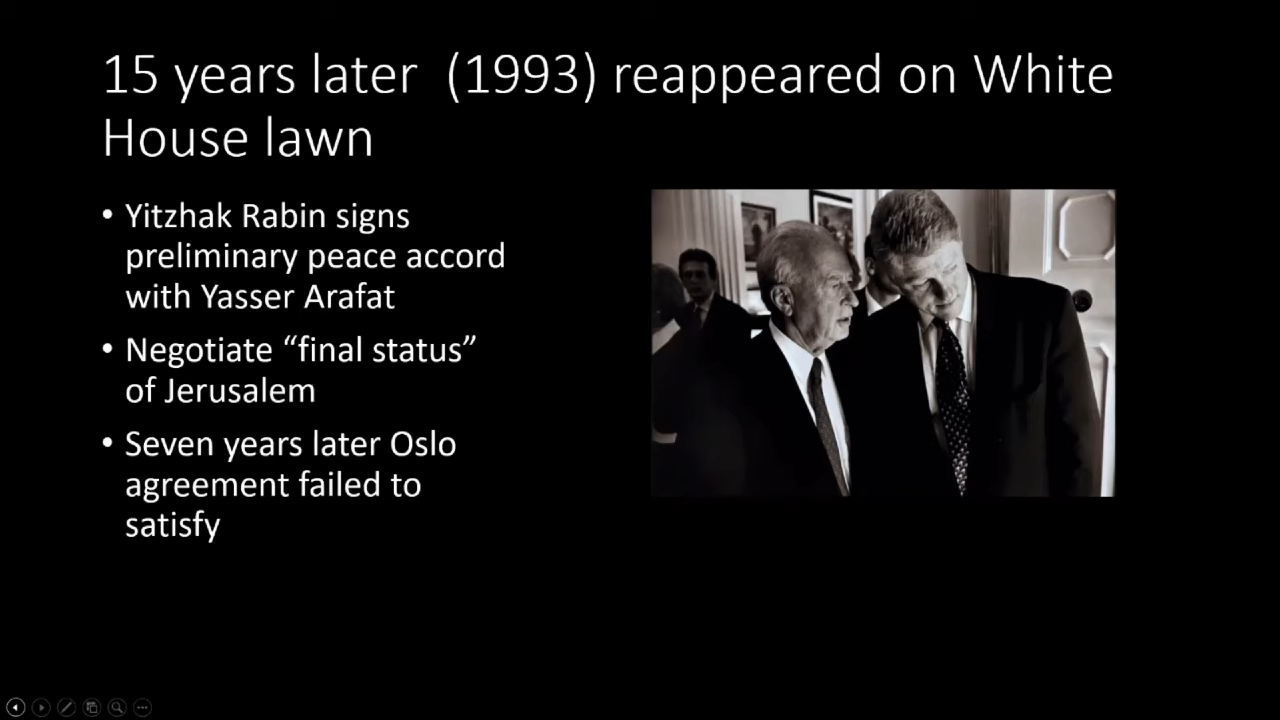 15 years later  (1993) reappeared on White
House lawn
• Yitzhak Rabin signs
preliminary peace accord
with Yasser Arafat
• Negotiate “final status”
of Jerusalem
• Seven years later Oslo
agreement failed to
satisfy